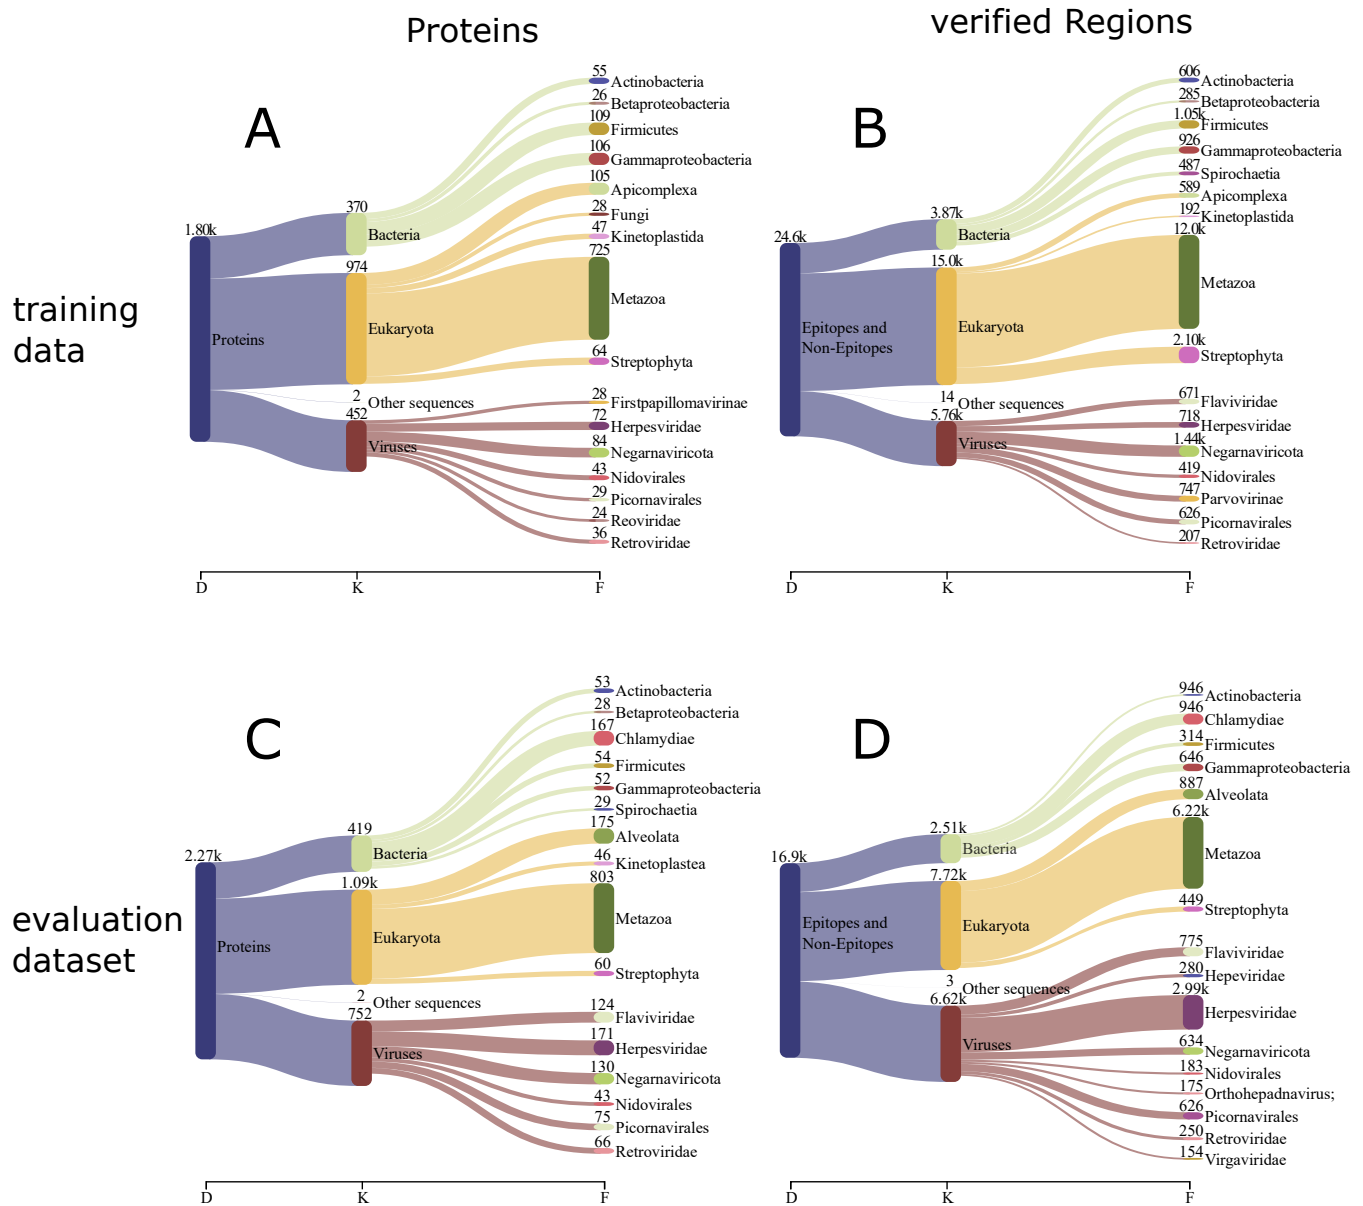 Proteins
verified Regions
training
data
A
55
Actinobacteria
26
Betaproteobacteria
109
Firmicutes
106
Gammaproteobacteria
105
Apicomplexa
28
Fungi
47
Kinetoplastida
725
Metazoa
64
Streptophyta
28
Firstpapillomavirinae
72
Herpesviridae
84
Negarnaviricota
43
Nidovirales
29
Picornavirales
24
Reoviridae
36
Retroviridae
370
Bacteria
974
Eukaryota
2
Other sequences
452
Viruses
1.80k
Proteins
D K F
B
606
Actinobacteria
285
Betaproteobacteria
1.05k
Firmicutes
926
Gammaproteobacteria
487
Spirochaetia
589
Apicomplexa
192
Kinetoplastida
12.0k
Metazoa
2.10k
Streptophyta
671
Flaviviridae
718
Herpesviridae
1.44k
Negarnaviricota
419
Nidovirales
747
Parvovirinae
626
Picornavirales
207
Retroviridae
3.87k
Bacteria
15.0k
Eukaryota
14
Other sequences
5.76k
Viruses
24.6k
Epitopes and
Non-Epitopes
D K F
evaluation
dataset
C
53
Actinobacteria
28
Betaproteobacteria
167
Chlamydiae
54
Firmicutes
52
Gammaproteobacteria
29
Spirochaetia
175
Alveolata
46
Kinetoplastea
803
Metazoa
60
Streptophyta
124
Flaviviridae
171
Herpesviridae
130
Negarnaviricota
43
Nidovirales
75
Picornavirales
66
Retroviridae
419
Bacteria
1.09k
Eukaryota
2
Other sequences
752
Viruses
2.27k
Proteins
D K F
D
946
Actinobacteria
946
Chlamydiae
314
Firmicutes
646
Gammaproteobacteria
887
Alveolata
6.22k
Metazoa
449
Streptophyta
775
Flaviviridae
280
Hepeviridae
2.99k
Herpesviridae
634
Negarnaviricota
183
Nidovirales
175
Orthohepadnavirus;
626
Picornavirales
250
Retroviridae
154
Virgaviridae
2.51k
Bacteria
7.72k
Eukaryota
3
Other sequences
6.62k
Viruses
16.9k
Epitopes and
Non-Epitopes
D K F